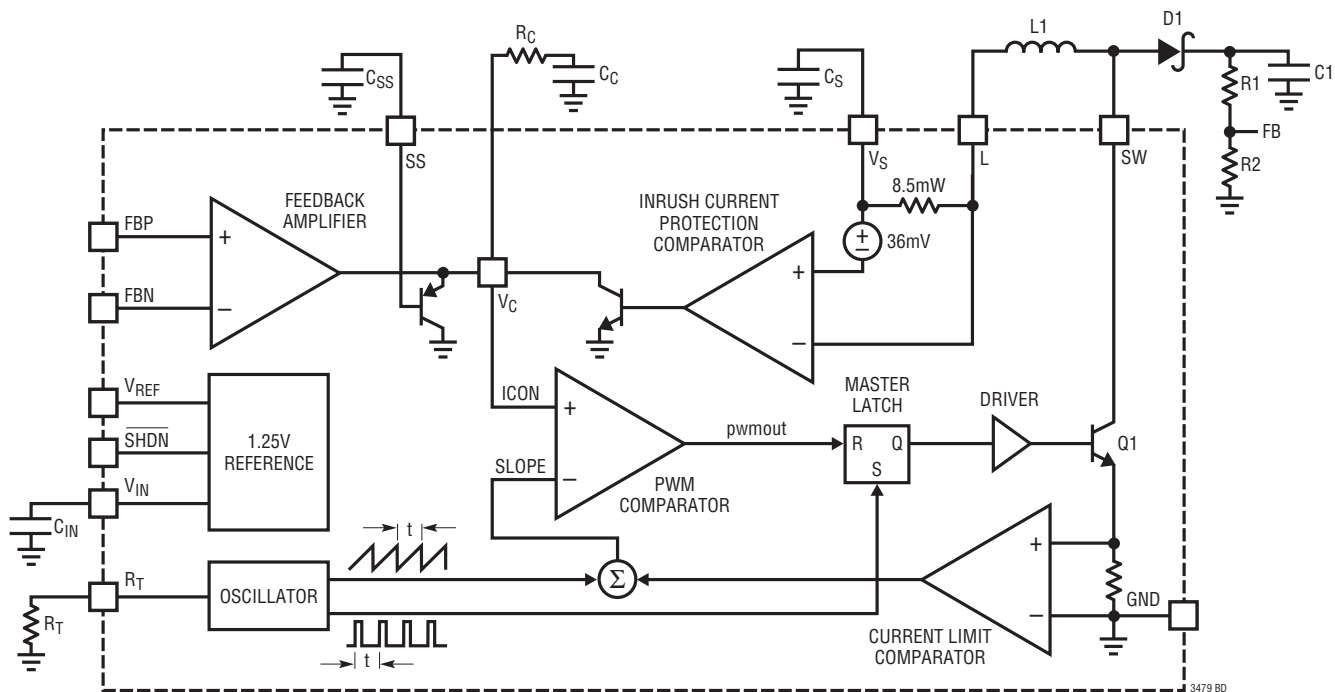 L1
D1
RC
CC
CSS
CS
R1
C1
FB
R2
SS
VS
L
SW
8.5mW
FEEDBACK
AMPLIFIER
INRUSH CURRENT
PROTECTION
COMPARATOR
+
−
36mV
FBP
+
+
FBN
−
VC
−
VREF
SHDN
VIN
CIN
1.25V
REFERENCE
ICON
+
SLOPE
−
PWM
COMPARATOR
pwmout
MASTER
LATCH
R
Q
S
DRIVER
Q1
t
RT
OSCILLATOR
Σ
+
−
GND
RT
t
CURRENT LIMIT
COMPARATOR
3479 BD